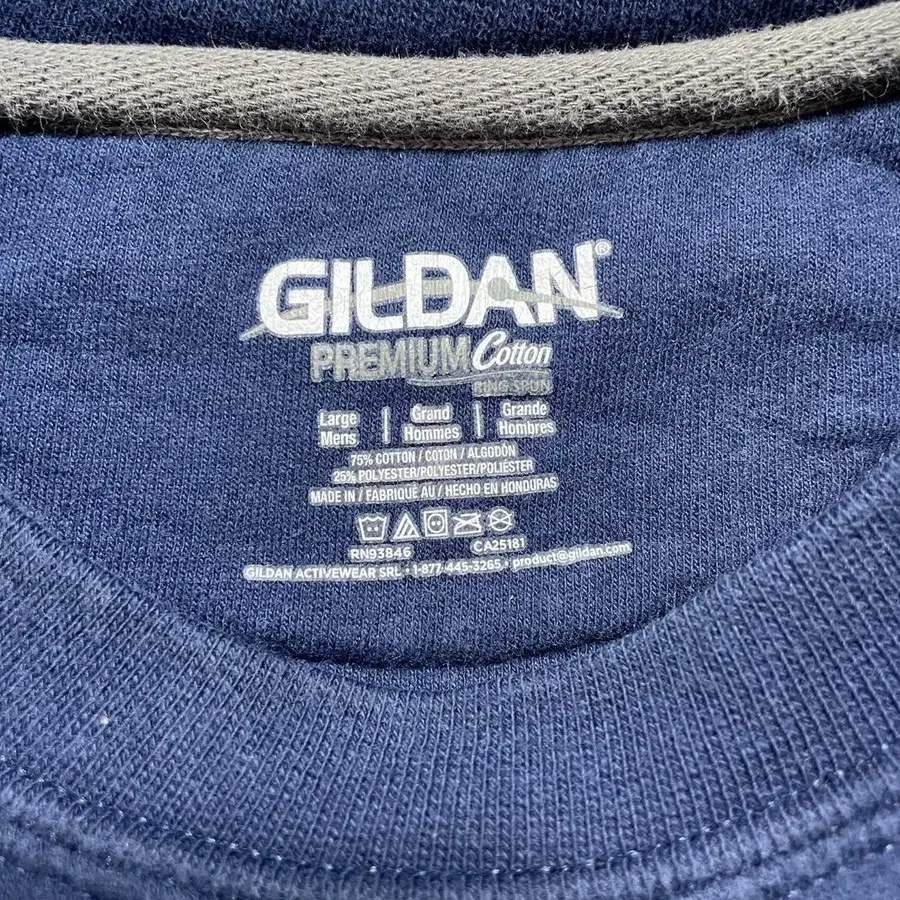 GILDAN®
PREMIUM Cotton
RING SPUN
Large | Grand | Grande
Mens | Hommes | Hombres
75% COTTON / COTON / ALGODÓN
25% POLYESTER/POLYESTER/POLIÉSTER
MADE IN / FABRIQUÉ AU / HECHO EN HONDURAS
RN93846 CA25181
GILDAN ACTIVEWEAR SRL • 1-877-445-3265 • product@gildan.com